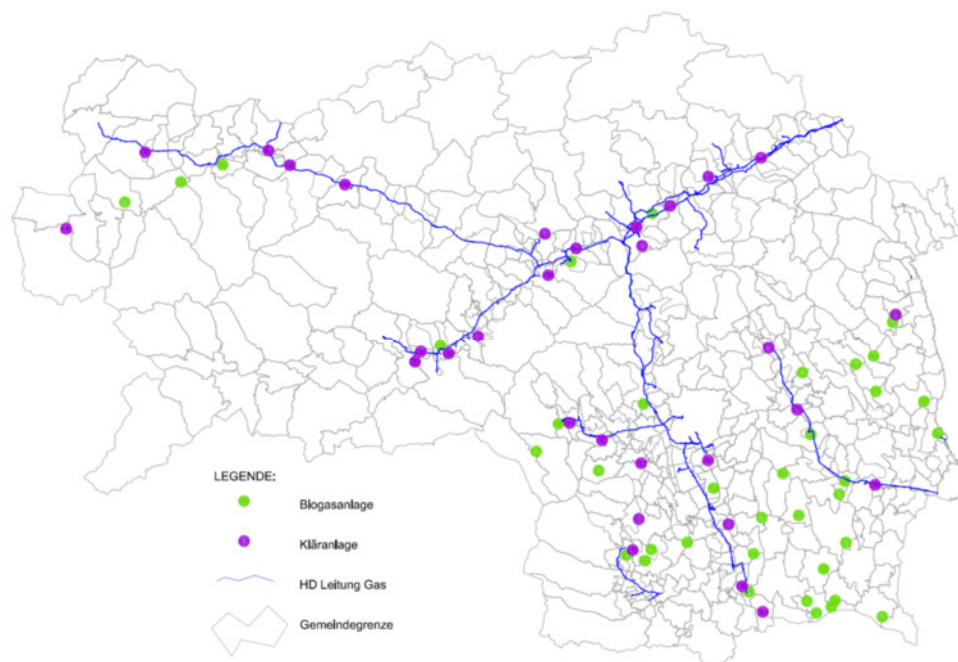 LEGENDE:
Biogasanlage
Kläranlage
HD Leitung Gas
Gemeindegrenze